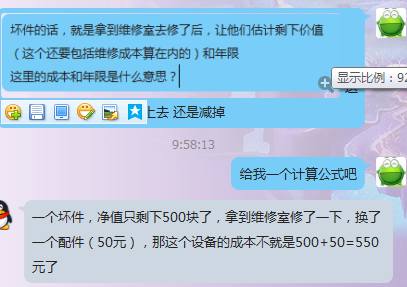 坏件的话，就是拿到维修室去修了后，让他们估计剩下价值
（这个还要包括维修成本算在内的）和年限
这里的成本和年限是什么意思？
显示比例：92
上去 还是减掉
9:58:13
给我一个计算公式吧
一个坏件，净值只剩下500块了，拿到维修室修了一下，换了
一个配件（50元），那这个设备的成本不就是500+50=550
元了